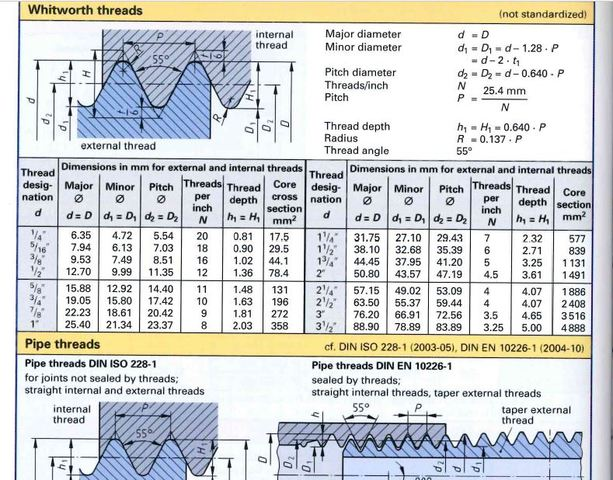 Whitworth threads (not standardized)
P
internal thread
55°
external thread
Major diameter d = D
Minor diameter d1 = D1 = d – 1.28 · P
= d – 2 · t1
Pitch diameter d2 = D2 = d – 0.640 · P
Threads/inch N
Pitch P = 25.4 mm / N
Thread depth h1 = H1 = 0.640 · P
Radius R = 0.137 · P
Thread angle 55°
Thread desig-nation d | Dimensions in mm for external and internal threads | Thread desig-nation d | Dimensions in mm for external and internal threads
Major Ø d = D | Minor Ø d1 = D1 | Pitch Ø d2 = D2 | Threads per inch N | Thread depth h1 = H1 | Core cross section mm² | Major Ø d = D | Minor Ø d1 = D1 | Pitch Ø d2 = D2 | Threads per inch N | Thread depth h1 = H1 | Core cross section mm²
1/4″ 6.35 4.72 5.54 20 0.81 17.5 1 1/4″ 31.75 27.10 29.43 7 2.32 577
5/16″ 7.94 6.13 7.03 18 0.90 29.5 1 1/2″ 38.10 32.68 35.39 6 2.71 839
3/8″ 9.53 7.49 8.51 16 1.02 44.1 1 3/4″ 44.45 37.95 41.20 5 3.25 1131
1/2″ 12.70 9.99 11.35 12 1.36 78.4 2″ 50.80 43.57 47.19 4.5 3.61 1491
5/8″ 15.88 12.92 14.40 11 1.48 131 2 1/4″ 57.15 49.02 53.09 4 4.07 1886
3/4″ 19.05 15.80 17.42 10 1.63 196 2 1/2″ 63.50 55.37 59.44 4 4.07 2408
7/8″ 22.23 18.61 20.42 9 1.81 272 3″ 76.20 66.91 72.56 3.5 4.65 3516
1″ 25.40 21.34 23.37 8 2.03 358 3 1/2″ 88.90 78.89 83.89 3.25 5.00 4888
Pipe threads cf. DIN ISO 228-1 (2003-05), DIN EN 10226-1 (2004-10)
Pipe threads DIN ISO 228-1
for joints not sealed by threads;
straight internal and external threads
internal thread
P
55°
Pipe threads DIN EN 10226-1
sealed by threads;
straight internal threads, taper external threads
h 55° P
taper external thread